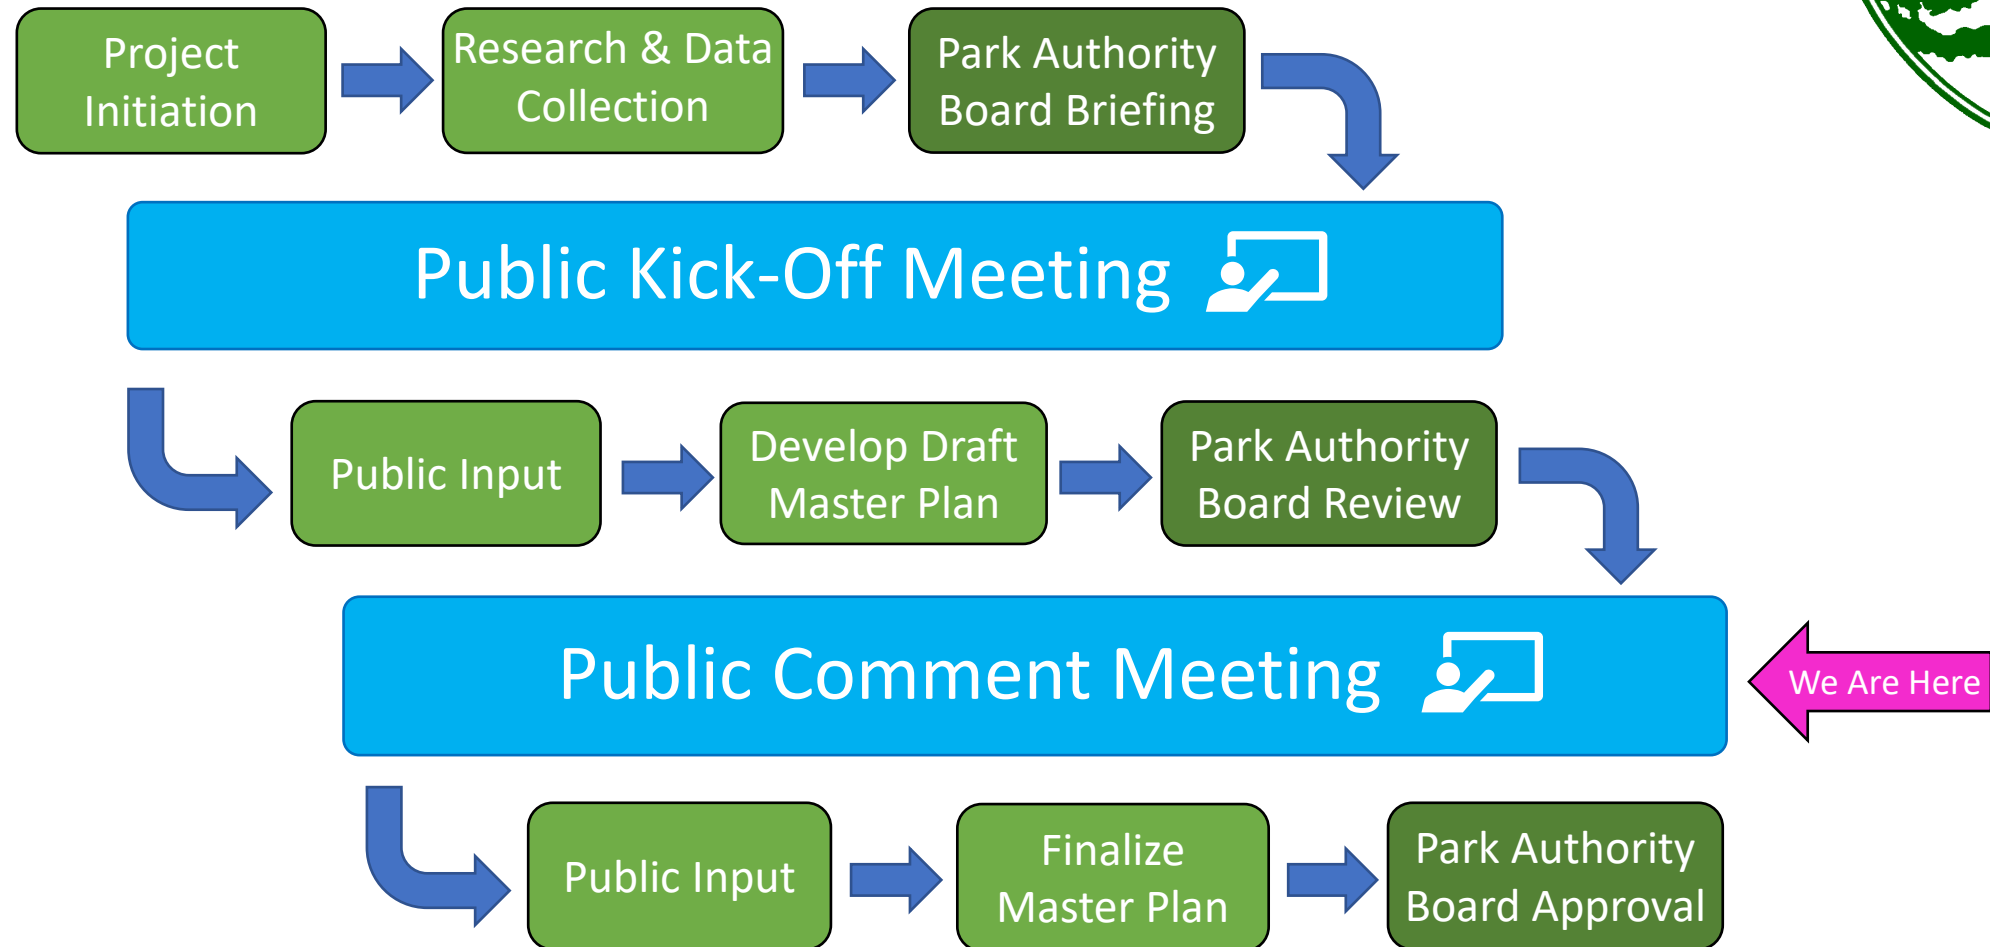 Project
Initiation
Research & Data
Collection
Park Authority
Board Briefing
Public Kick-Off Meeting
Public Input
Develop Draft
Master Plan
Park Authority
Board Review
Public Comment Meeting
We Are Here
Public Input
Finalize
Master Plan
Park Authority
Board Approval